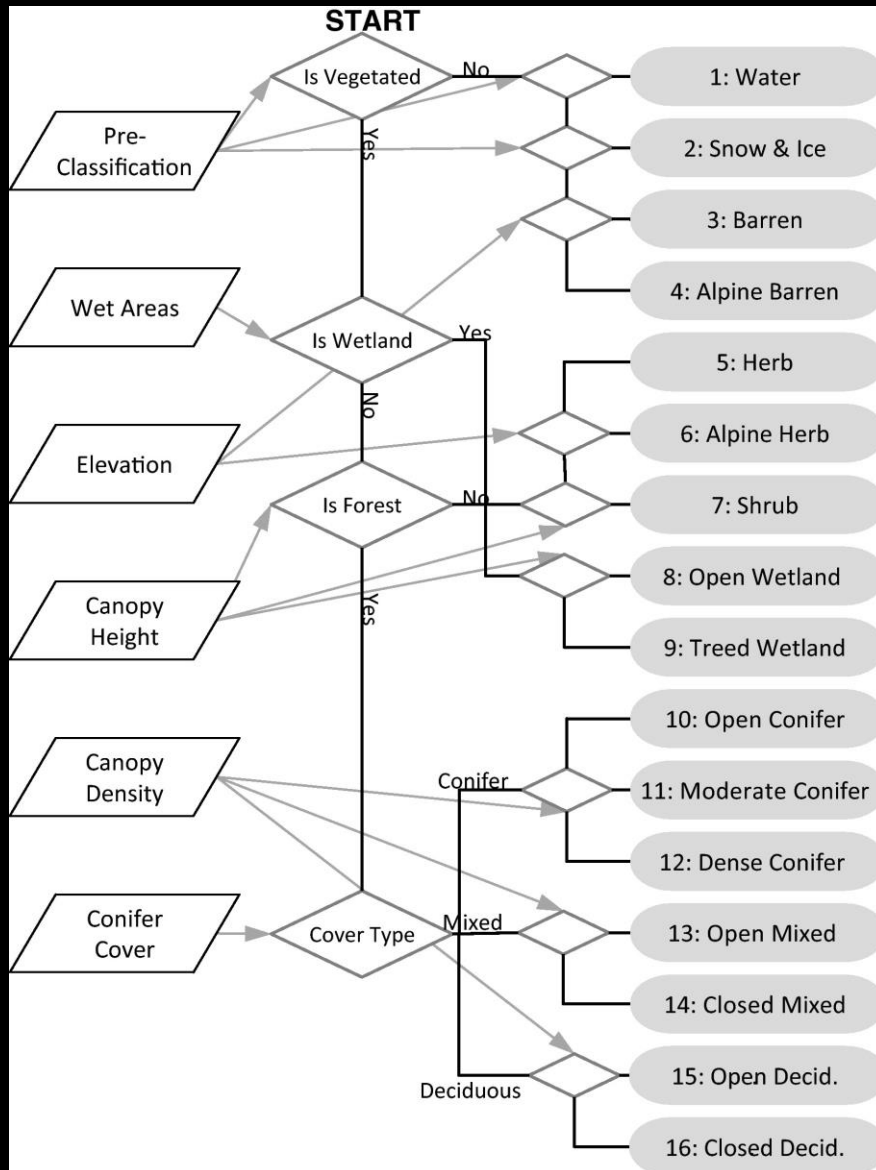 START
Is Vegetated
No
1: Water
Pre-
Classification
Yes
2: Snow & Ice
3: Barren
4: Alpine Barren
Wet Areas
Is Wetland
Yes
No
5: Herb
6: Alpine Herb
Elevation
Is Forest
No
7: Shrub
Yes
8: Open Wetland
Canopy
Height
9: Treed Wetland
10: Open Conifer
Canopy
Density
Conifer
11: Moderate Conifer
12: Dense Conifer
Conifer
Cover
Cover Type
Mixed
13: Open Mixed
14: Closed Mixed
Deciduous
15: Open Decid.
16: Closed Decid.